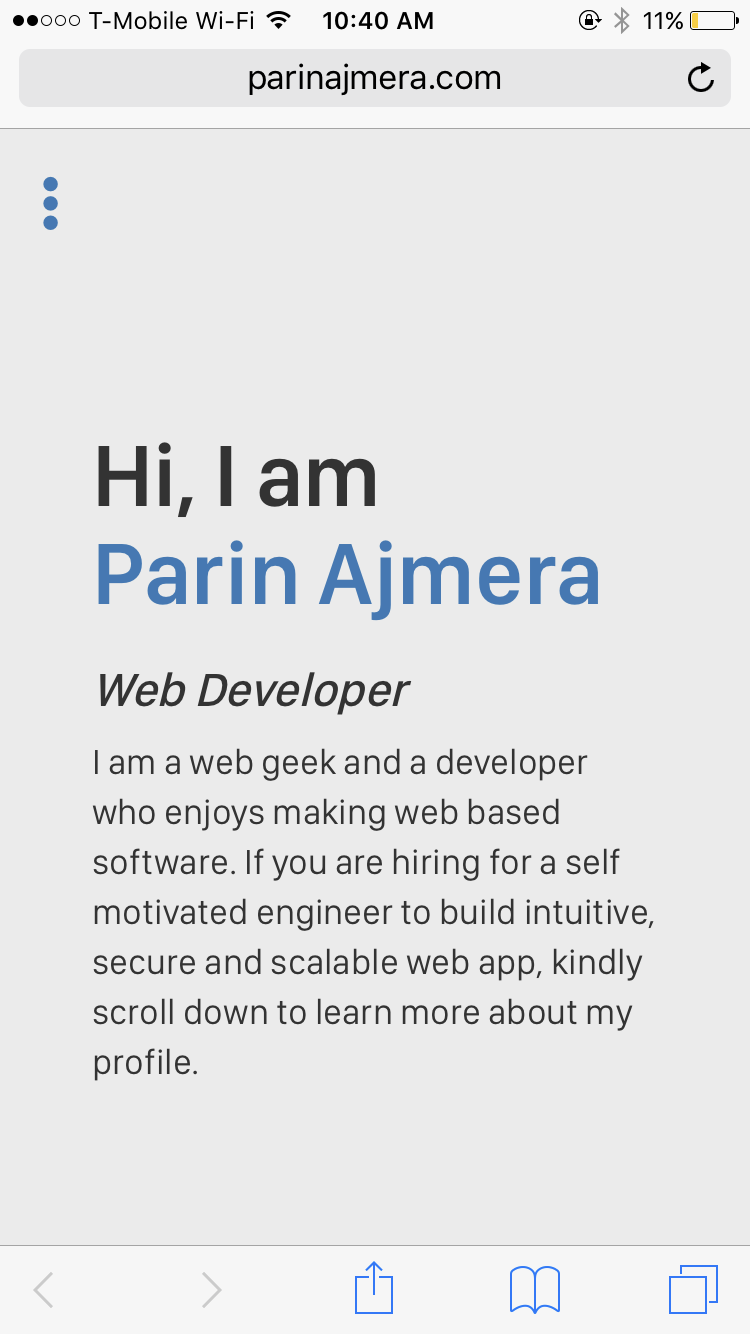 T-Mobile Wi-Fi 10:40 AM 11%
parinajmera.com
Hi, I am
Parin Ajmera
Web Developer
I am a web geek and a developer
who enjoys making web based
software. If you are hiring for a self
motivated engineer to build intuitive,
secure and scalable web app, kindly
scroll down to learn more about my
profile.